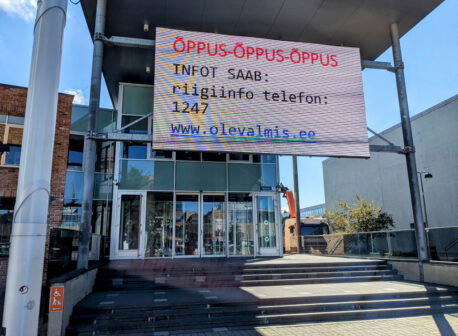 ÕPPUS-ÕPPUS-ÕPPUS
INFOT SAAB:
riigiinfo telefon:
1247
www.olevalmis.ee